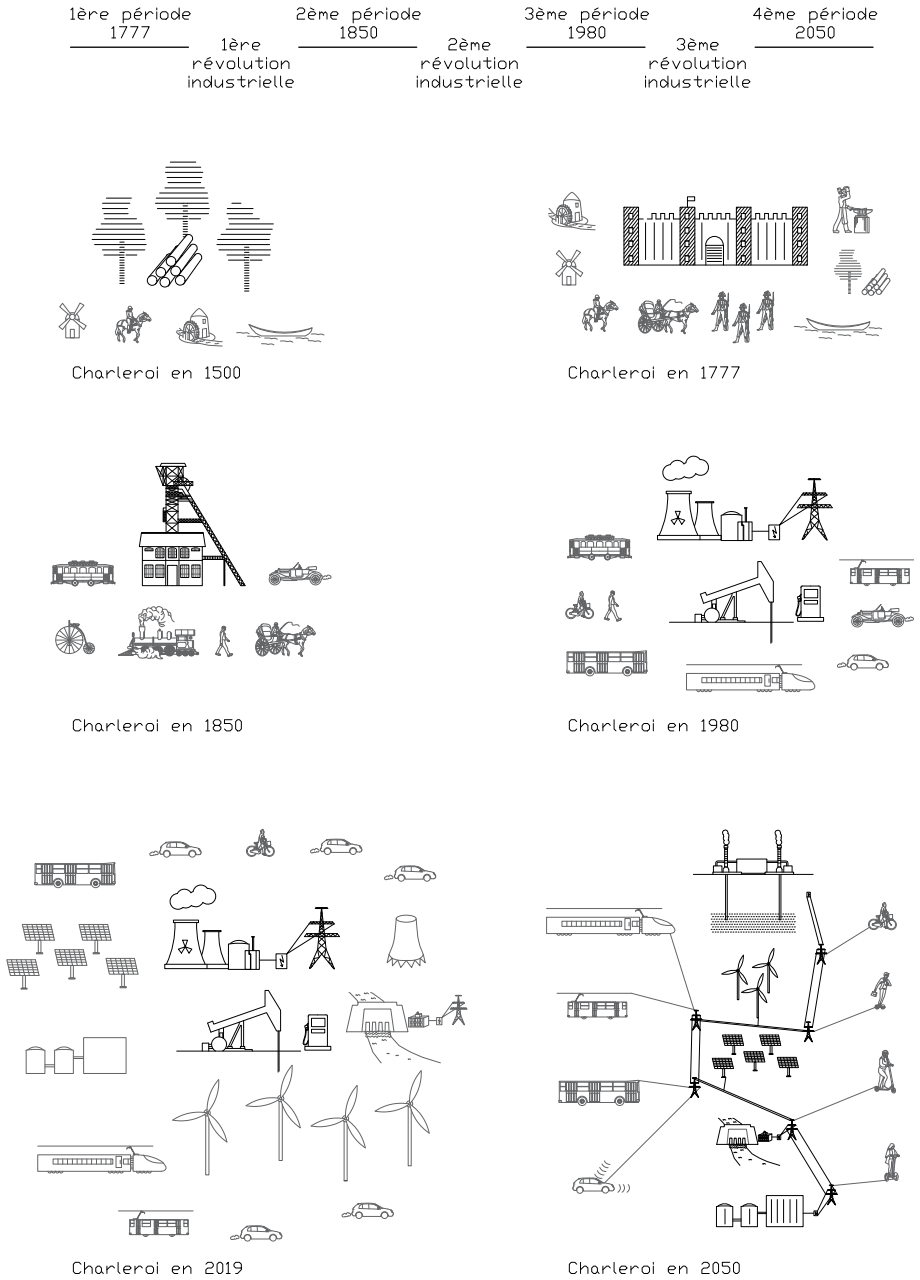 1ère période
1777
1ère
révolution
industrielle
2ème période
1850
2ème
révolution
industrielle
3ème période
1980
3ème
révolution
industrielle
4ème période
2050
Charleroi en 1500
Charleroi en 1777
Charleroi en 1850
Charleroi en 1980
Charleroi en 2019
Charleroi en 2050